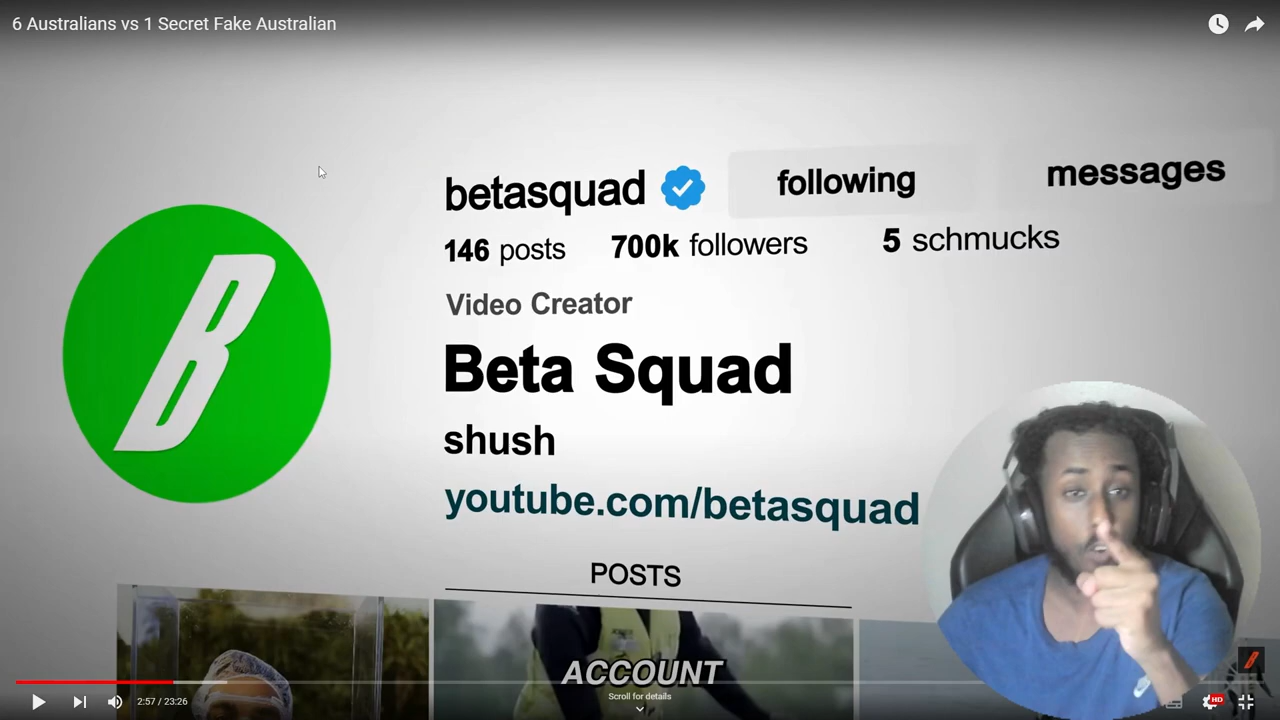 6 Australians vs 1 Secret Fake Australian
betasquad following messages
146 posts 700k followers 5 schmucks
Video Creator
Beta Squad
shush
youtube.com/betasquad
POSTS
ACCOUNT
Scroll for details
2:57 / 23:26
HD
B